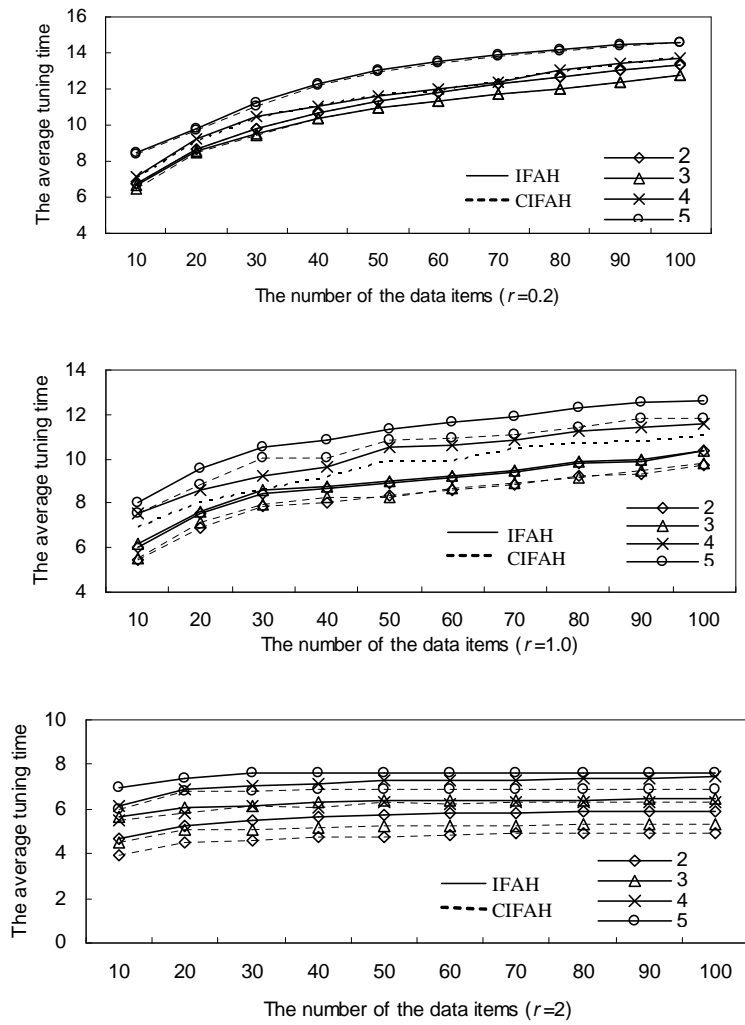 The average tuning time
16
14
12
10
8
6
4
IFAH
CIFAH
2
3
4
5
10 20 30 40 50 60 70 80 90 100
The number of the data items (r=0.2)
The average tuning time
14
12
10
8
6
4
IFAH
CIFAH
2
3
4
5
10 20 30 40 50 60 70 80 90 100
The number of the data items (r=1.0)
The average tuning time
10
8
6
4
2
0
IFAH
CIFAH
2
3
4
5
10 20 30 40 50 60 70 80 90 100
The number of the data items (r=2)